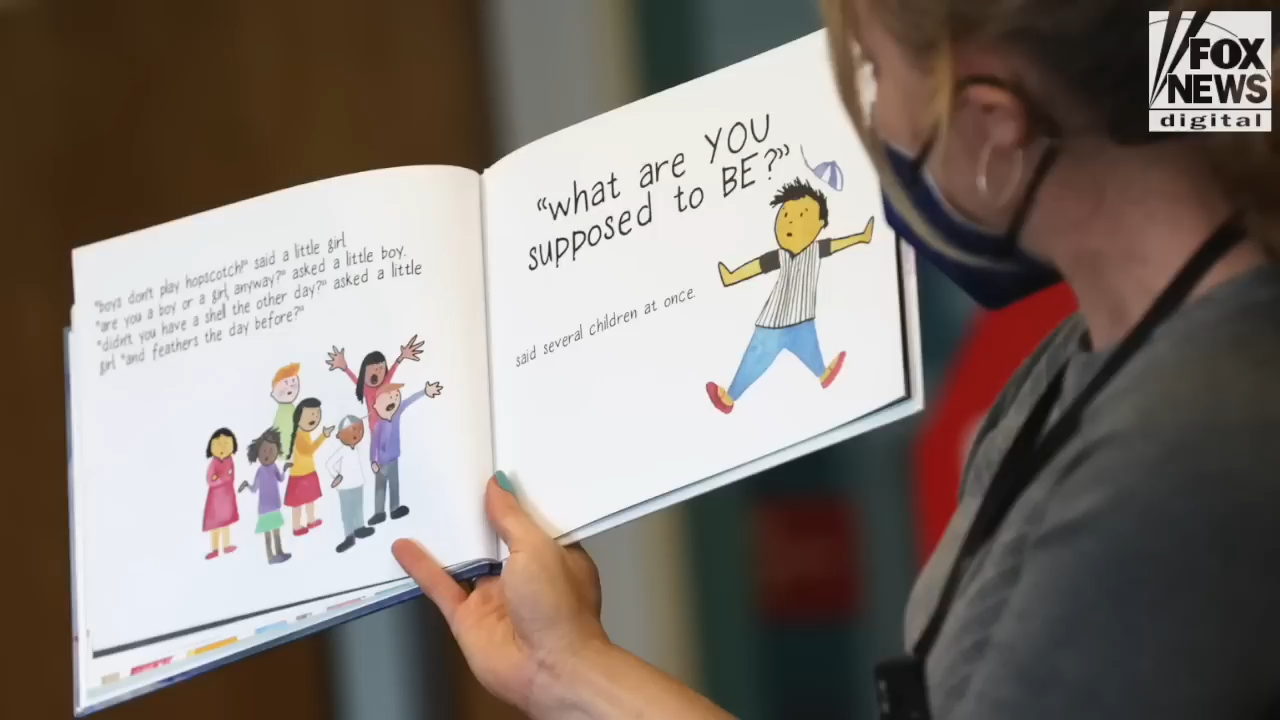 "boys don't play hopscotch!" said a little girl.
"are you a boy or a girl, anyway?" asked a little boy.
"didn't you have a shell the other day?" asked a little
girl. "and feathers the day before?"
"what are YOU
supposed to BE?"
said several children at once.
FOX
NEWS
digital